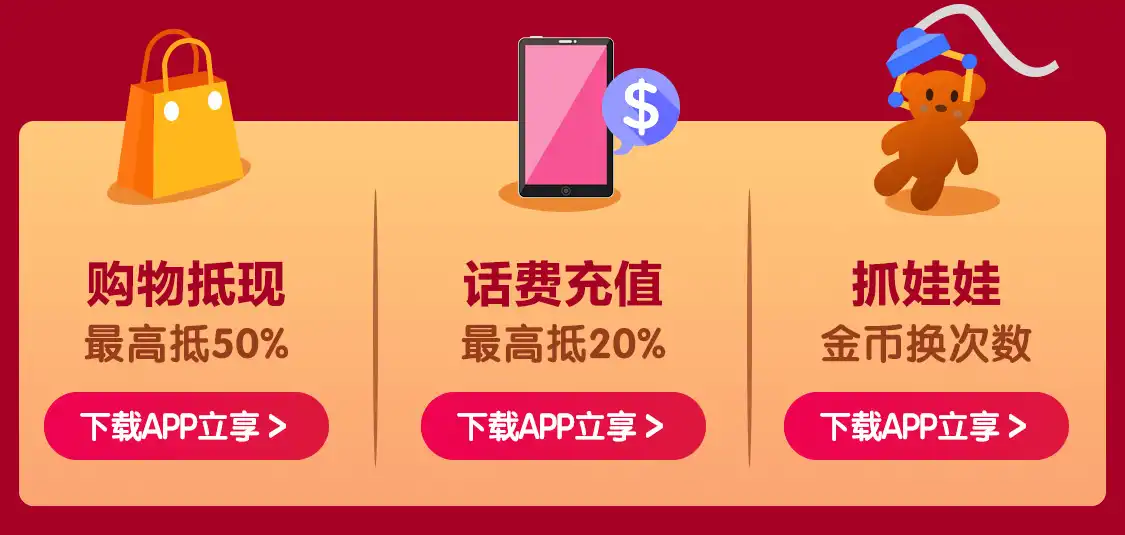 $
购物抵现
最高抵50%
下载APP立享 >
话费充值
最高抵20%
下载APP立享 >
抓娃娃
金币换次数
下载APP立享 >